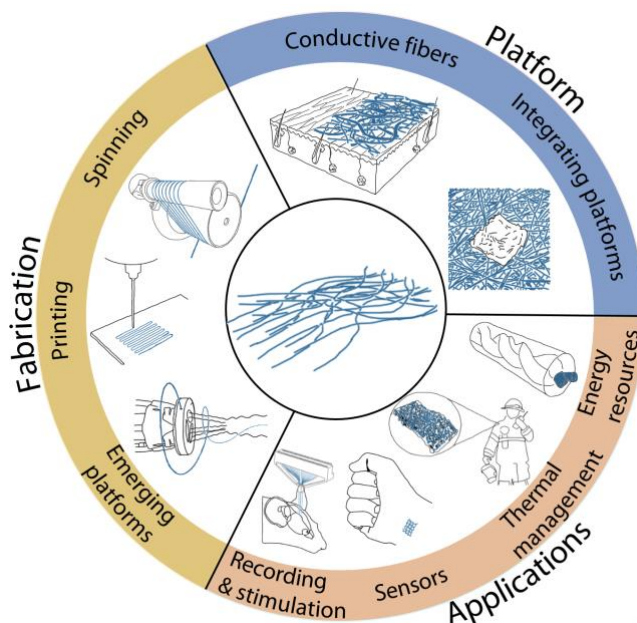 Platform
Conductive fibers
Integrating platforms
Fabrication
Spinning
Printing
Emerging
platforms
Applications
Energy
resources
Thermal
management
Sensors
Recording
& stimulation